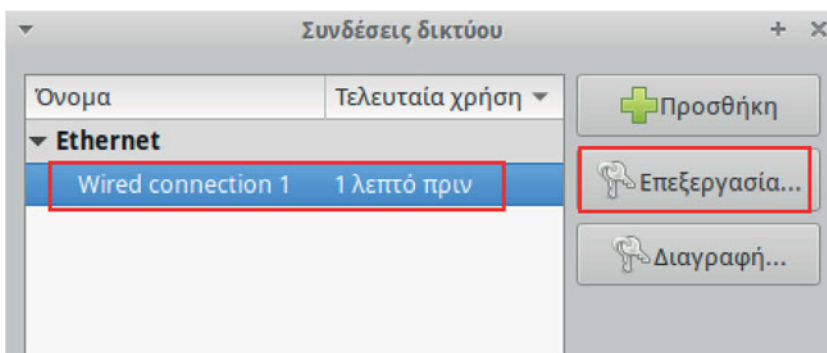 Συνδέσεις δικτύου
Όνομα Τελευταία χρήση
Προσθήκη
Ethernet
Wired connection 1 1 λεπτό πριν
Επεξεργασία...
Διαγραφή...